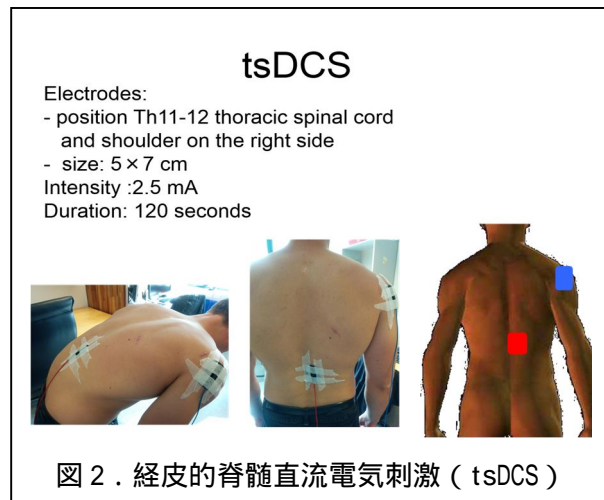 tsDCS
Electrodes:
- position Th11-12 thoracic spinal cord
and shoulder on the right side
- size: 5×7 cm
Intensity :2.5 mA
Duration: 120 seconds
図2．経皮的脊髄直流電気刺激（tsDCS）